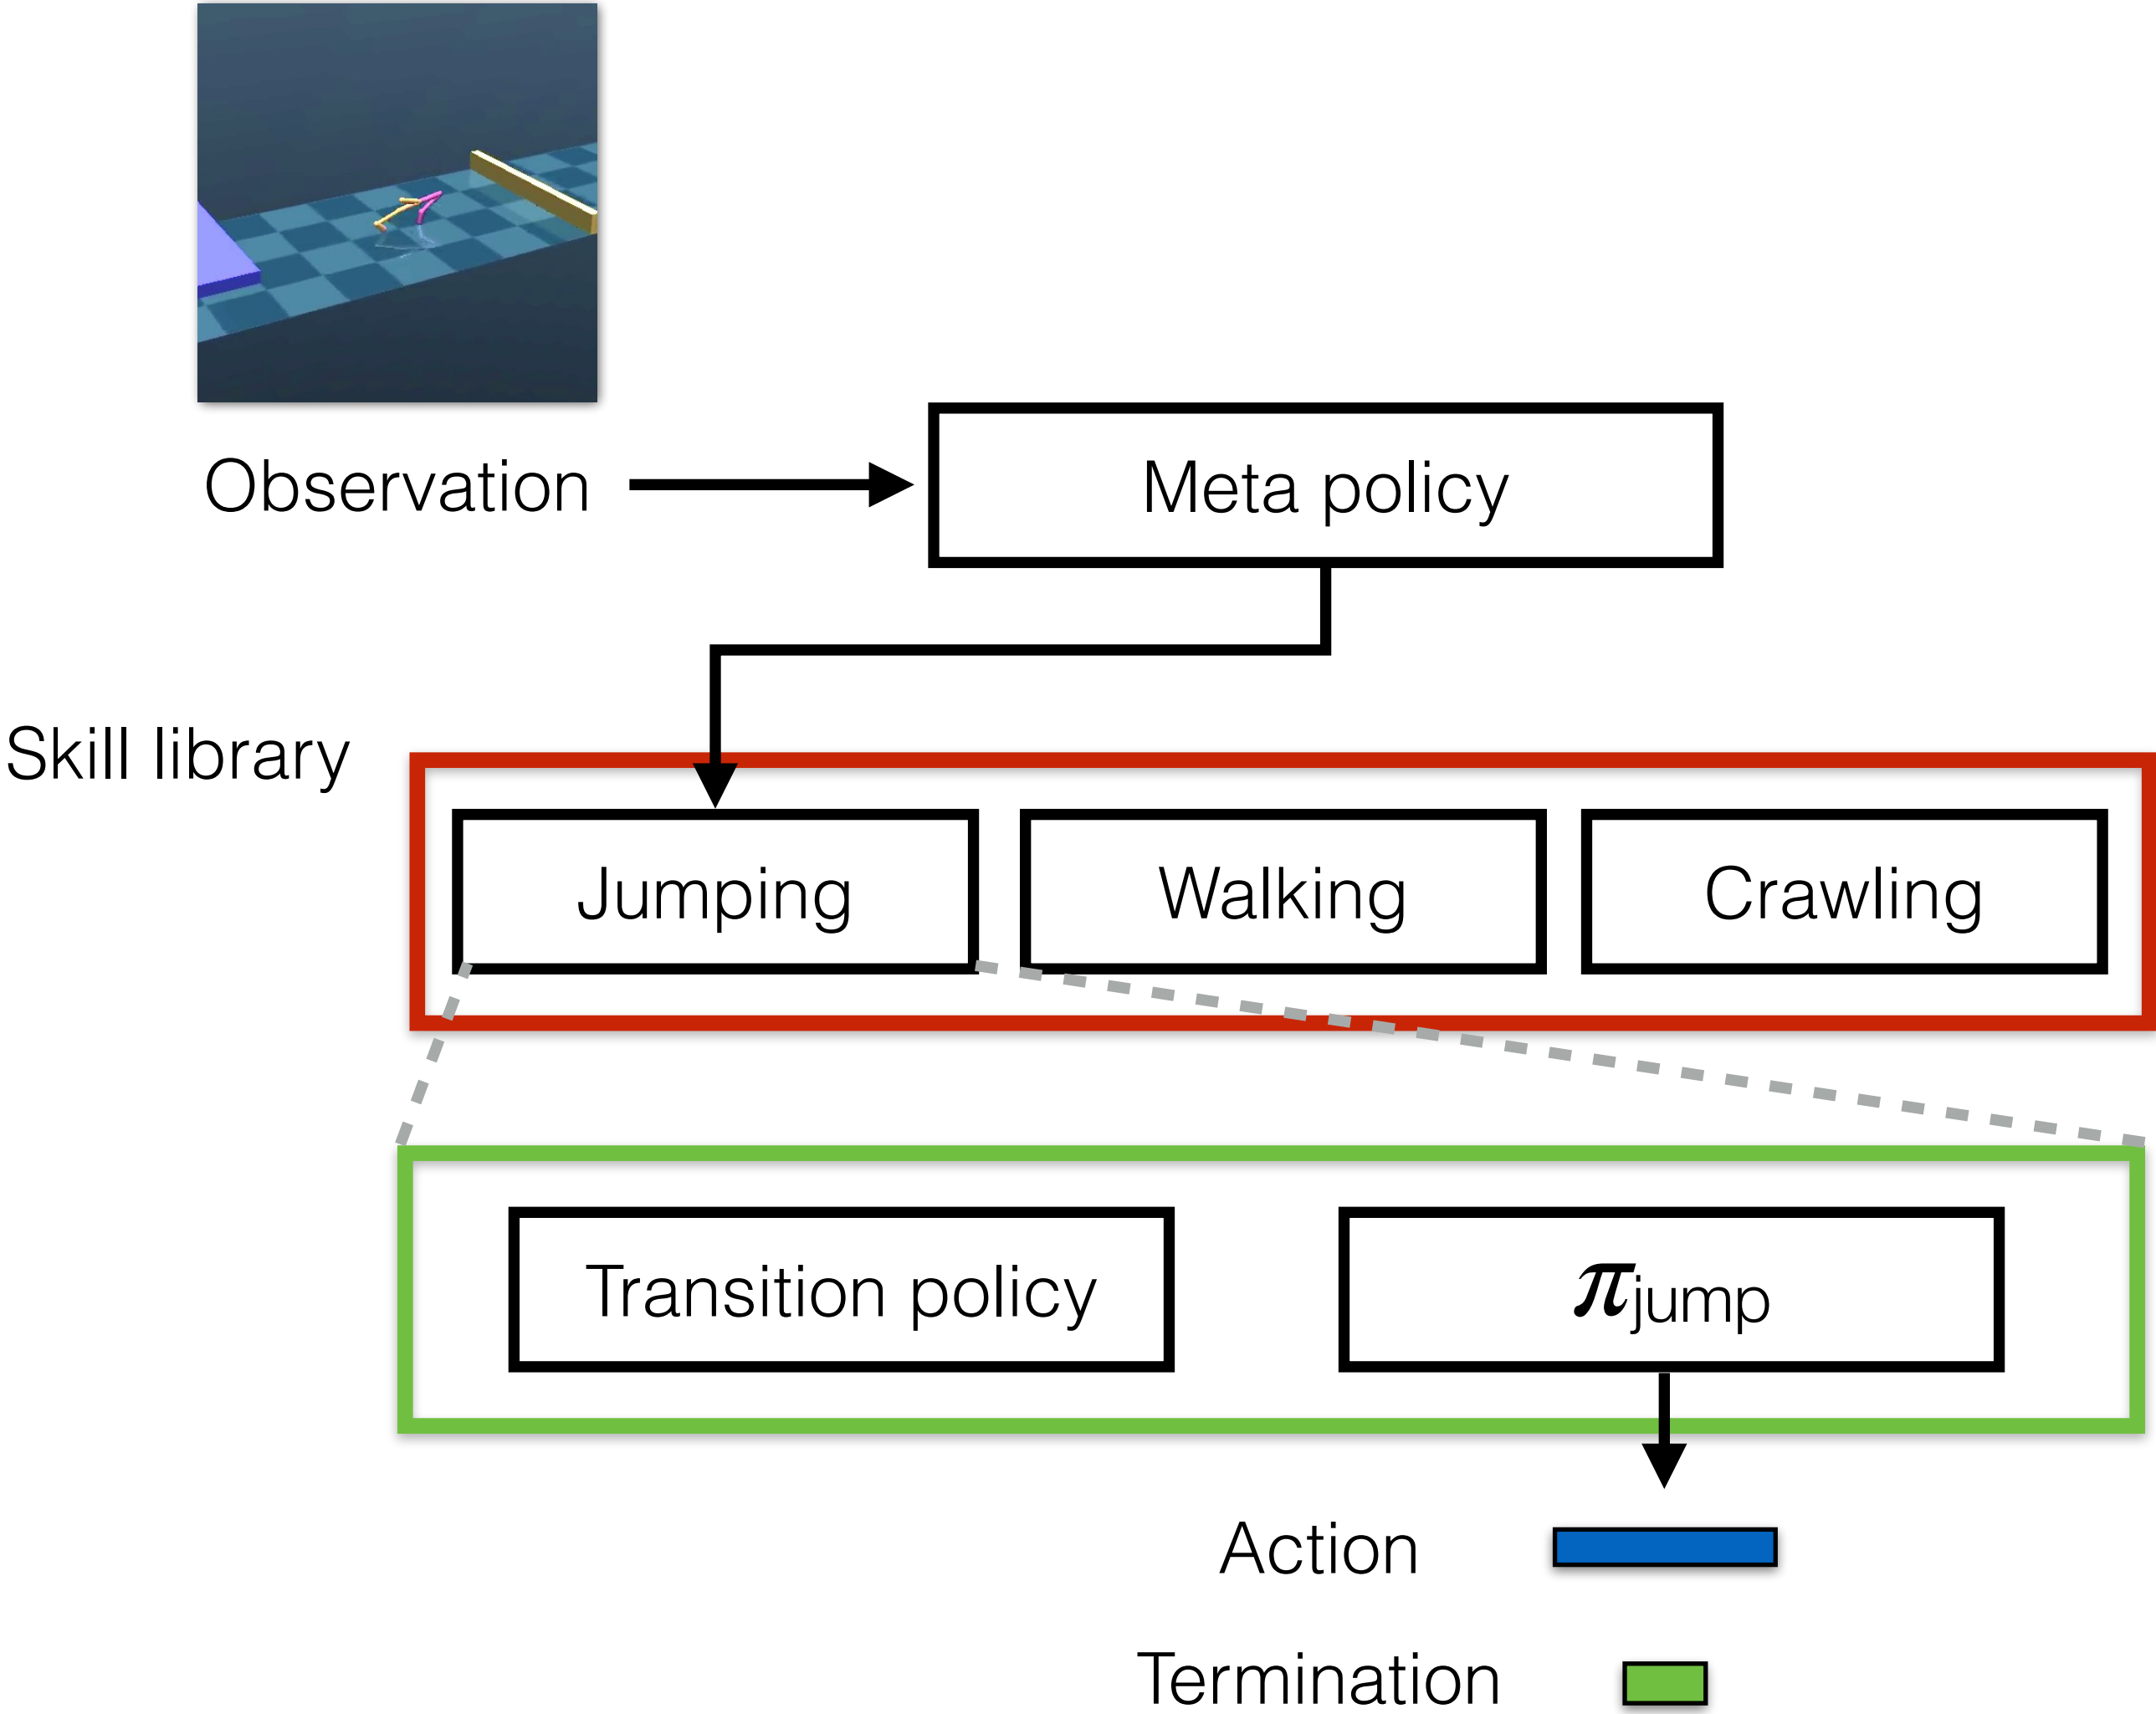 Observation
Meta policy
Skill library
Jumping
Walking
Crawling
Transition policy
πjump
Action
Termination